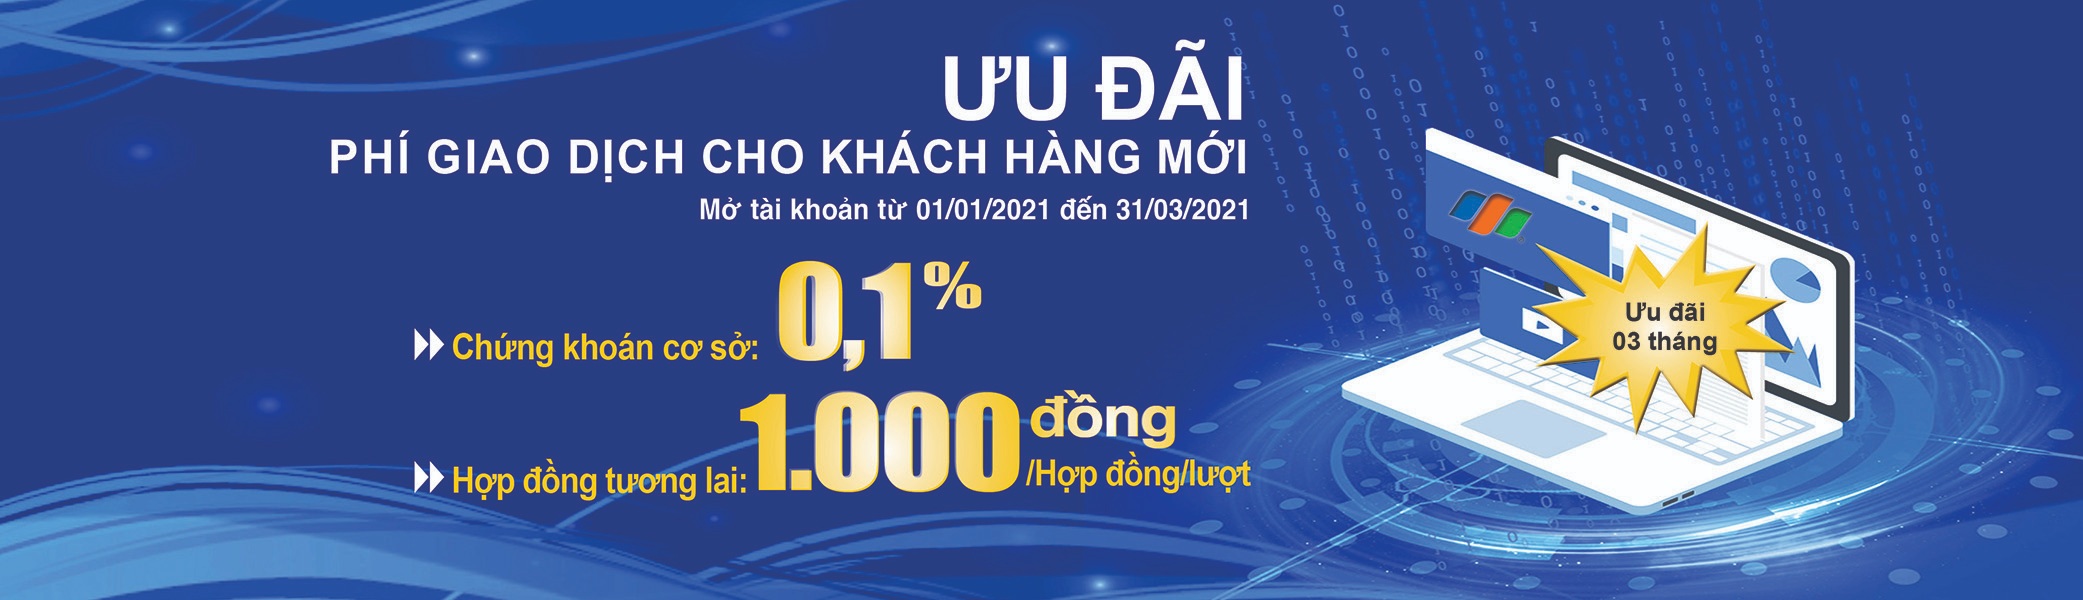 ƯU ĐÃI
PHÍ GIAO DỊCH CHO KHÁCH HÀNG MỚI
Mở tài khoản từ 01/01/2021 đến 31/03/2021
Chứng khoán cơ sở: 0,1%
Hợp đồng tương lai: 1.000 đồng /Hợp đồng/lượt
Ưu đãi
03 tháng